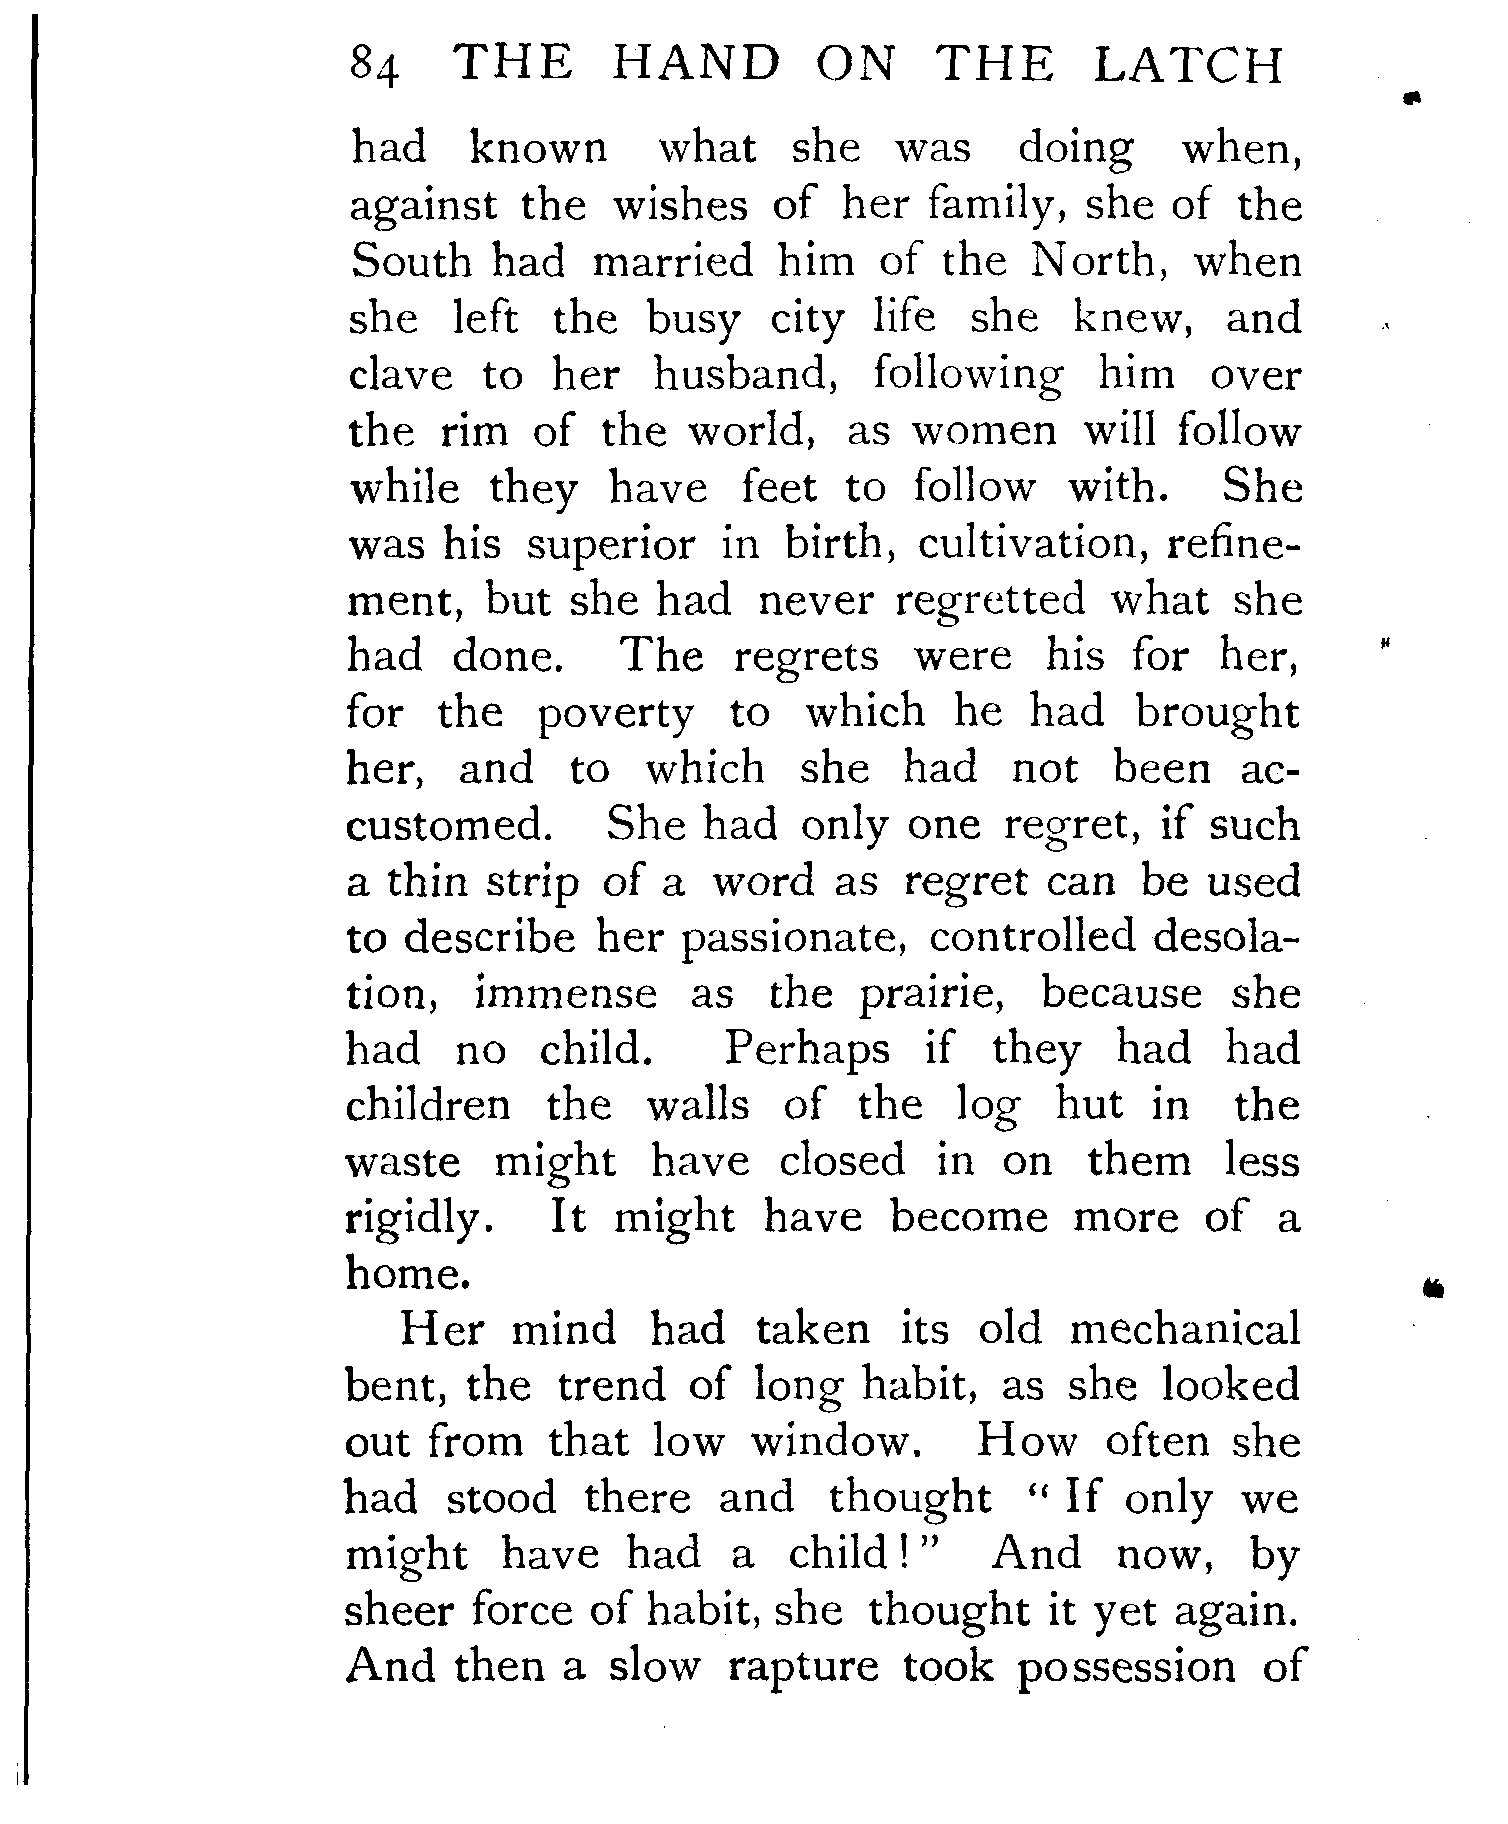 84 THE HAND ON THE LATCH
had known what she was doing when,
against the wishes of her family, she of the
South had married him of the North, when
she left the busy city life she knew, and
clave to her husband, following him over
the rim of the world, as women will follow
while they have feet to follow with. She
was his superior in birth, cultivation, refine-
ment, but she had never regretted what she
had done. The regrets were his for her,
for the poverty to which he had brought
her, and to which she had not been ac-
customed. She had only one regret, if such
a thin strip of a word as regret can be used
to describe her passionate, controlled desola-
tion, immense as the prairie, because she
had no child. Perhaps if they had had
children the walls of the log hut in the
waste might have closed in on them less
rigidly. It might have become more of a
home.
Her mind had taken its old mechanical
bent, the trend of long habit, as she looked
out from that low window. How often she
had stood there and thought “ If only we
might have had a child ! ” And now, by
sheer force of habit, she thought it yet again.
And then a slow rapture took possession of